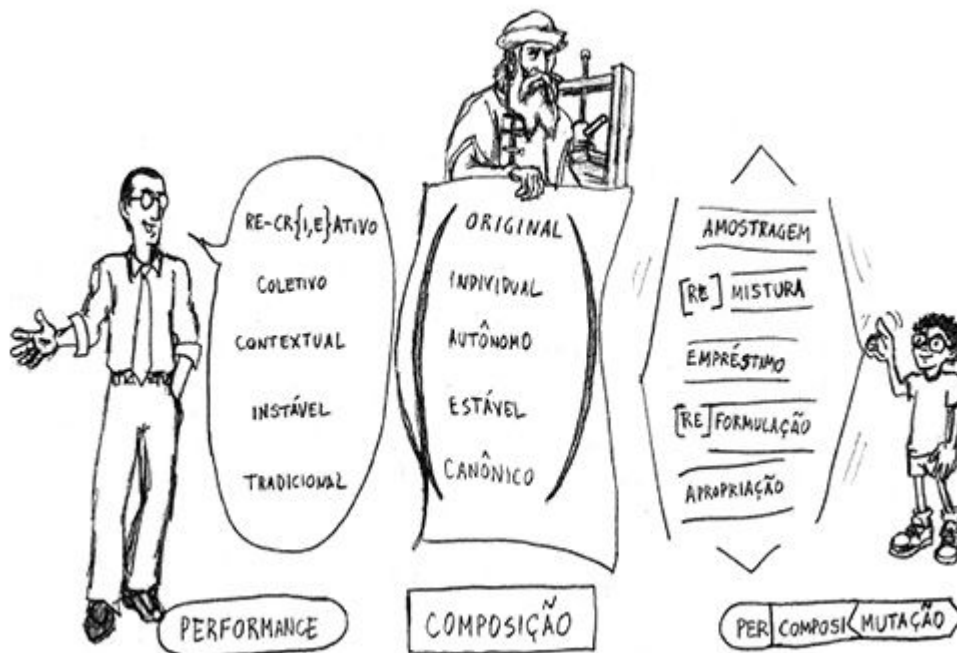 RE-CR{I,E}ATIVO
COLETIVO
CONTEXTUAL
INSTÁVEL
TRADICIONAL
PERFORMANCE
ORIGINAL
INDIVIDUAL
AUTÔNOMO
ESTÁVEL
CANÔNICO
COMPOSIÇÃO
AMOSTRAGEM
[RE] MISTURA
EMPRÉSTIMO
[RE] FORMULAÇÃO
APROPRIAÇÃO
PER COMPOSI MUTAÇÃO